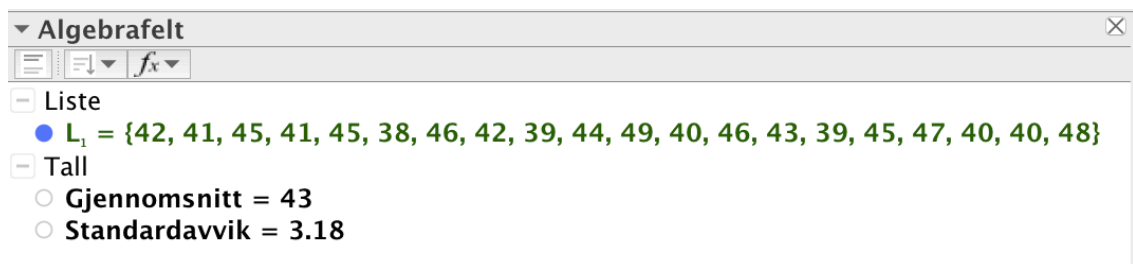 Algebrafelt
fx
Liste
L₁ = {42, 41, 45, 41, 45, 38, 46, 42, 39, 44, 49, 40, 46, 43, 39, 45, 47, 40, 40, 48}
Tall
Gjennomsnitt = 43
Standardavvik = 3.18